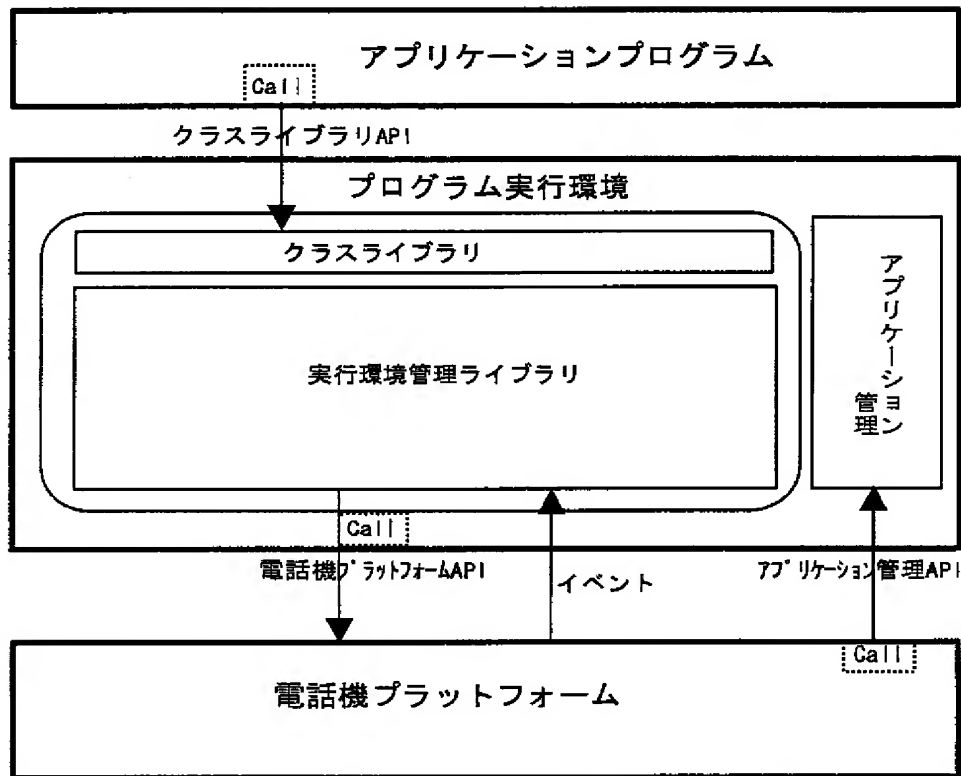 アプリケーションプログラム
Call
クラスライブラリAPI
プログラム実行環境
クラスライブラリ
実行環境管理ライブラリ
アプリケーション
管理
Call
電話機ﾌﾟﾗｯﾄﾌｫｰﾑAPI
イベント
ｱﾌﾟﾘｹｰｼｮﾝ管理API
Call
電話機プラットフォーム